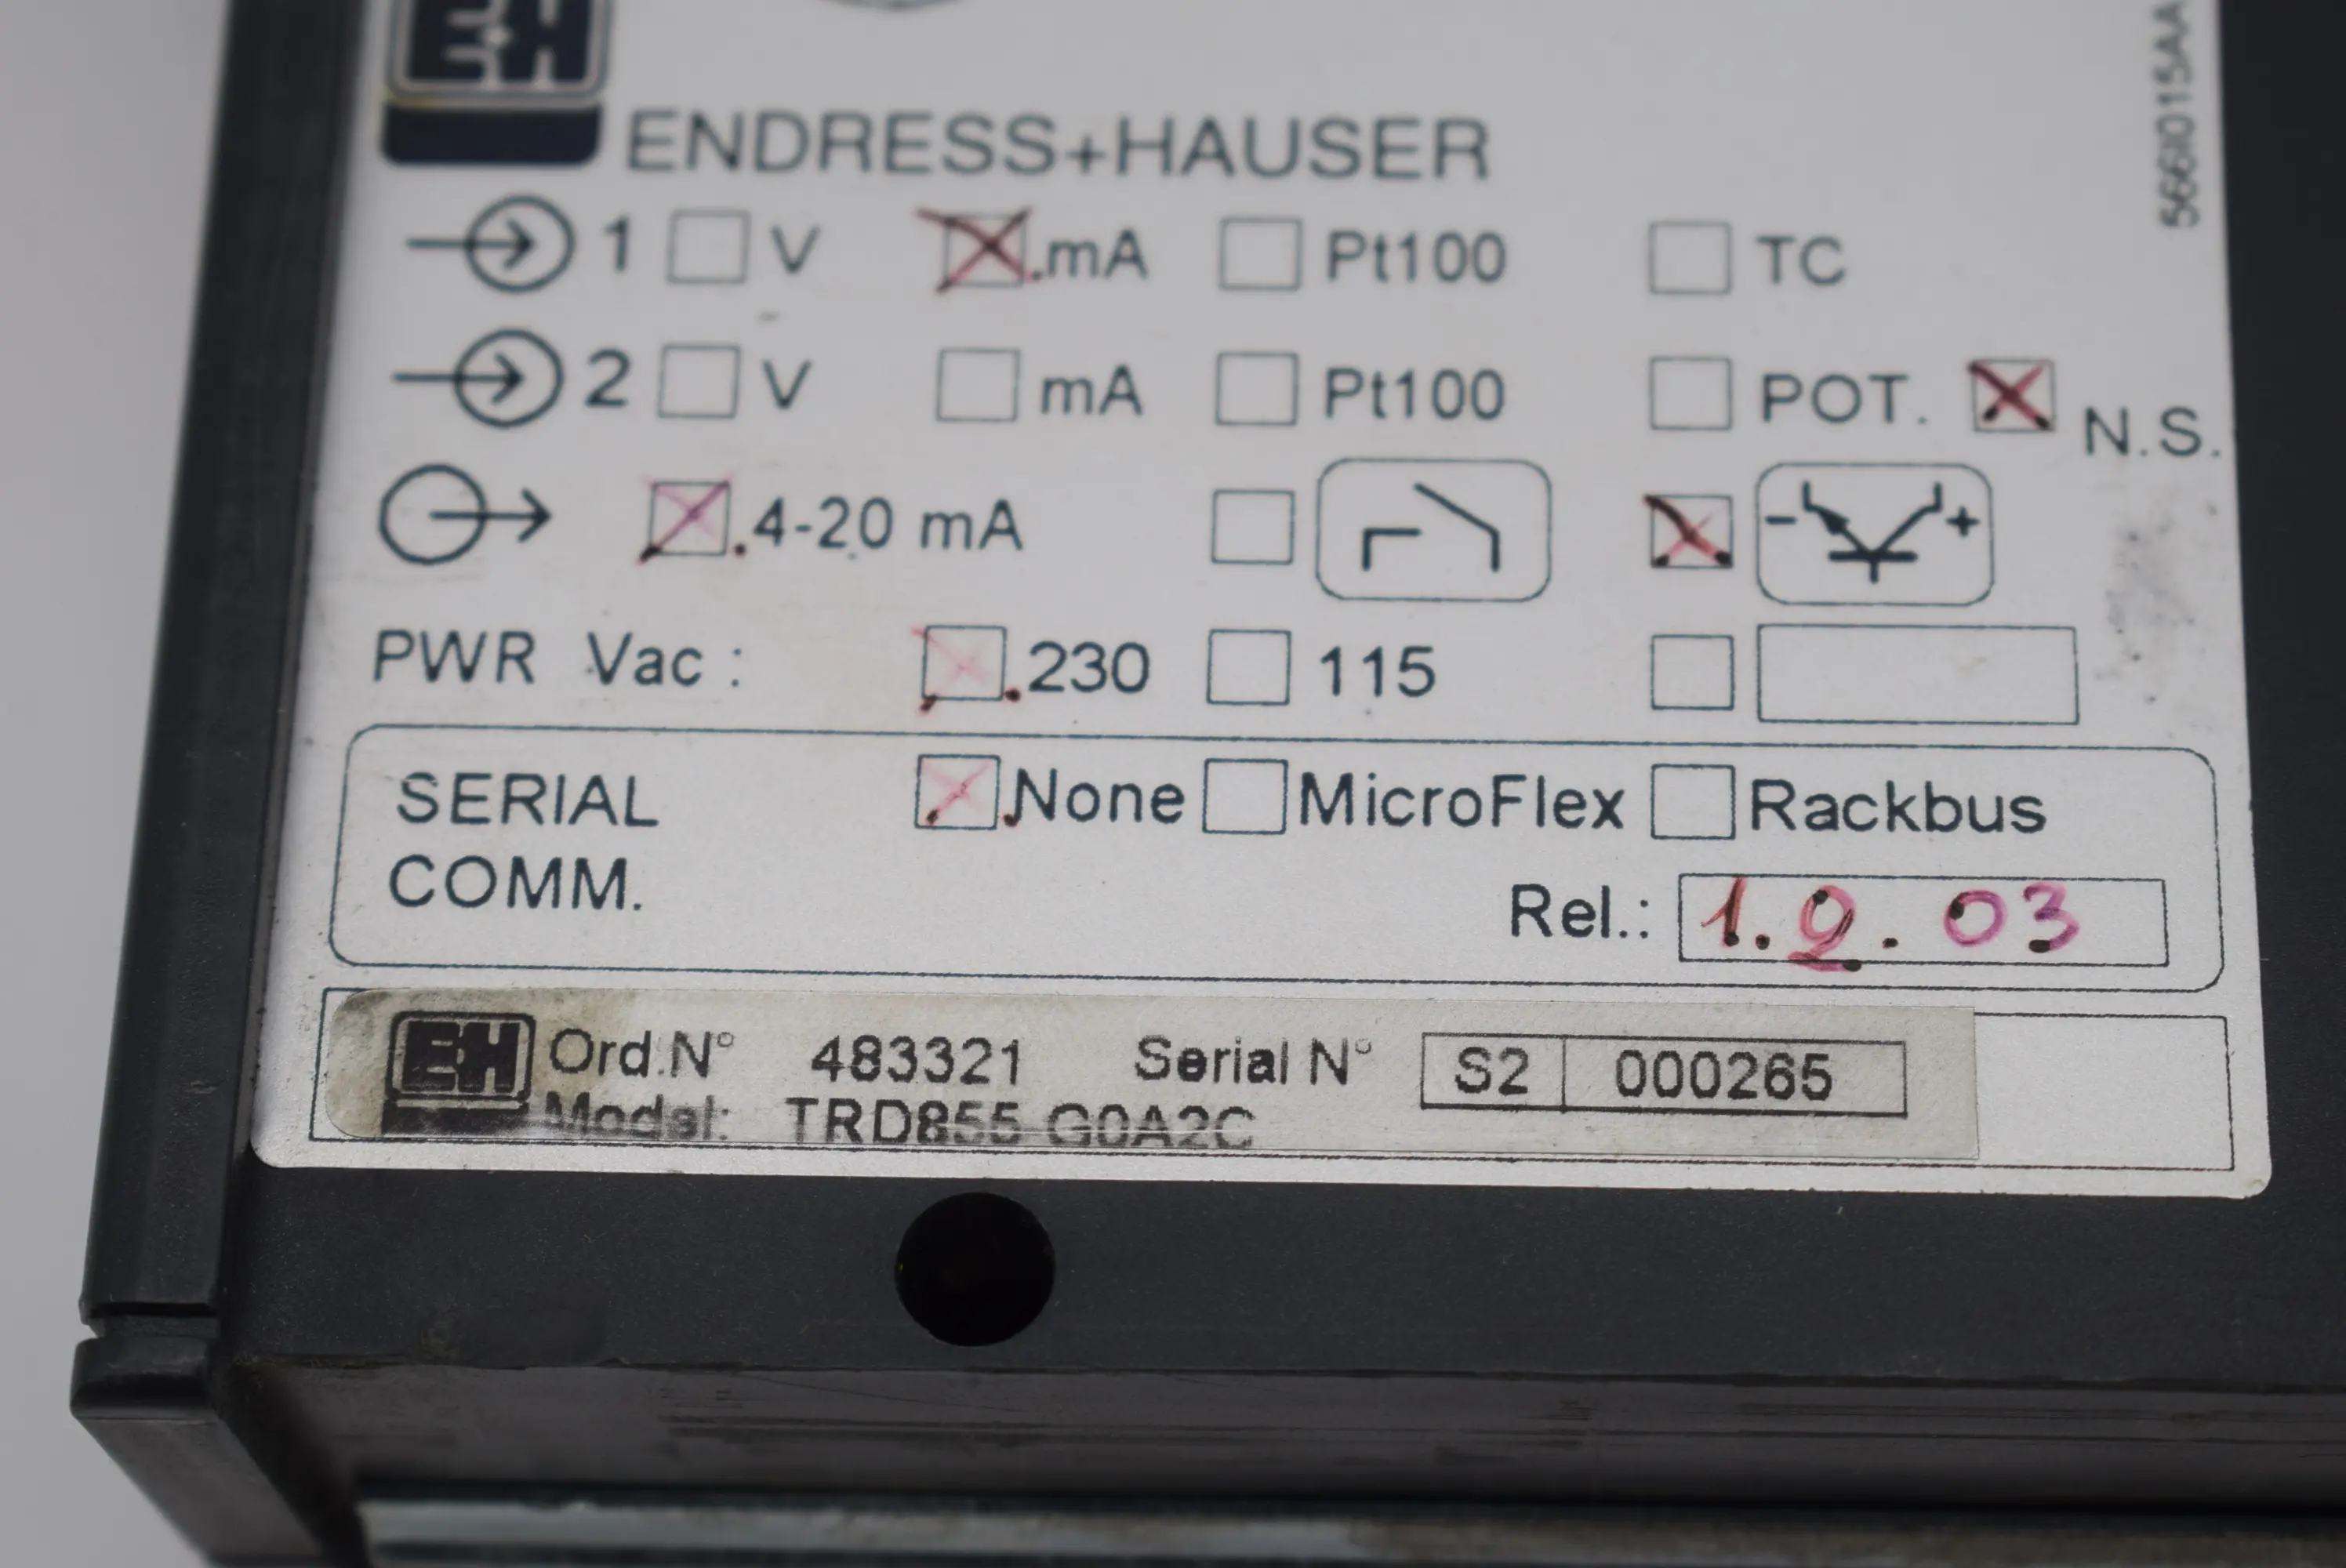 E+H
ENDRESS+HAUSER
566I015AA
1 V mA Pt100 TC
2 V mA Pt100 POT. N.S.
4-20 mA - +
PWR Vac : 230 115
SERIAL COMM. None MicroFlex Rackbus
Rel.: 1.2.03
E+H Ord.N° 483321 Serial N° S2 000265
Model: TRD855 G0A2C